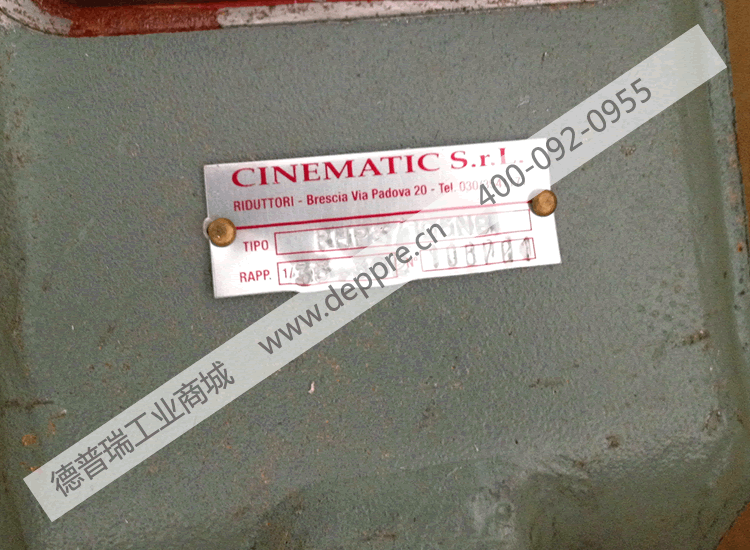 CINEMATIC S.r.L.
RIDUTTORI - Brescia Via Padova 20 - Tel.
TIPO
RAPP. 1/
德普瑞工业商城 www.deppre.cn 400-092-0955